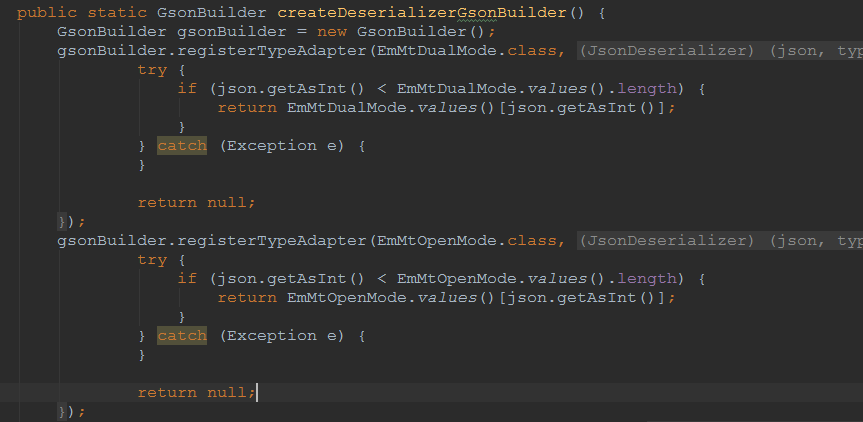 public static GsonBuilder createDeserializerGsonBuilder() {
GsonBuilder gsonBuilder = new GsonBuilder();
gsonBuilder.registerTypeAdapter(EmMtDualMode.class, (JsonDeserializer) (json, typ
try {
if (json.getAsInt() < EmMtDualMode.values().length) {
return EmMtDualMode.values()[json.getAsInt()];
}
} catch (Exception e) {
}
return null;
});
gsonBuilder.registerTypeAdapter(EmMtOpenMode.class, (JsonDeserializer) (json, typ
try {
if (json.getAsInt() < EmMtOpenMode.values().length) {
return EmMtOpenMode.values()[json.getAsInt()];
}
} catch (Exception e) {
}
return null;
});